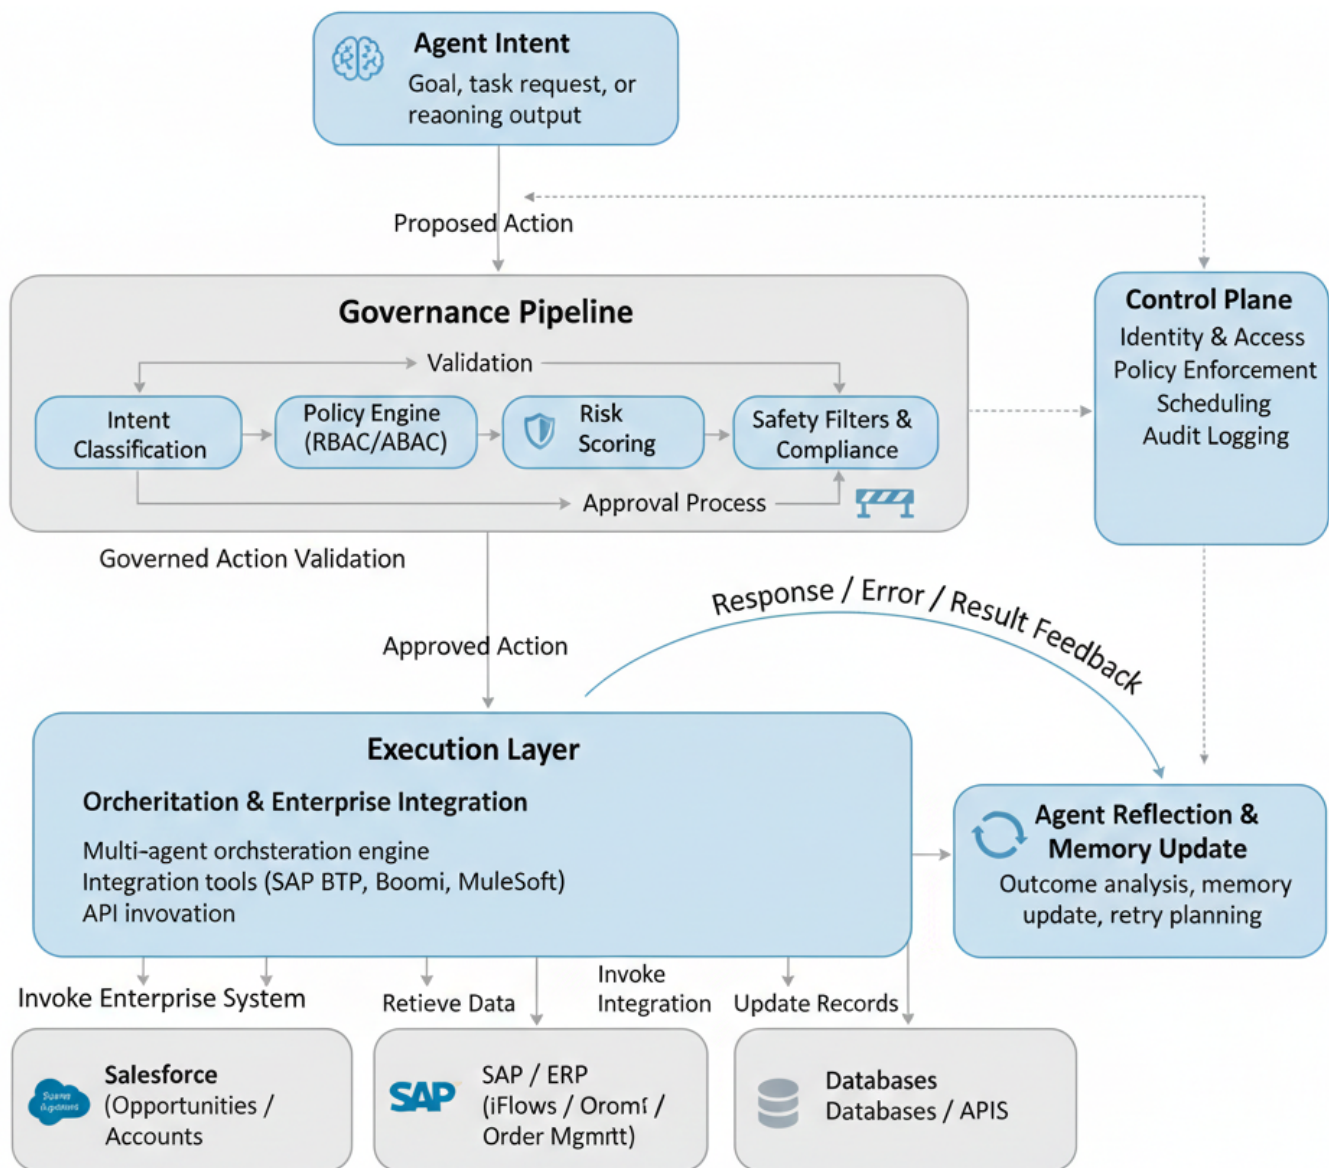 Agent Intent
Goal, task request, or
reaoning output
Proposed Action
Governance Pipeline
Validation
Intent
Classification
Policy Engine
(RBAC/ABAC)
Risk
Scoring
Safety Filters &
Compliance
Approval Process
Control Plane
Identity & Access
Policy Enforcement
Scheduling
Audit Logging
Governed Action Validation
Approved Action
Response / Error / Result Feedback
Execution Layer
Orcheritation & Enterprise Integration
Multi-agent orchsteration engine
Integration tools (SAP BTP, Boomi, MuleSoft)
API invovation
Agent Reflection &
Memory Update
Outcome analysis, memory
update, retry planning
Invoke Enterprise System
Retieve Data
Invoke
Integration
Update Records
Salesforce
(Opportunities /
Accounts
SAP
SAP / ERP
(iFlows / /
Order
Databases
Databases / APIS